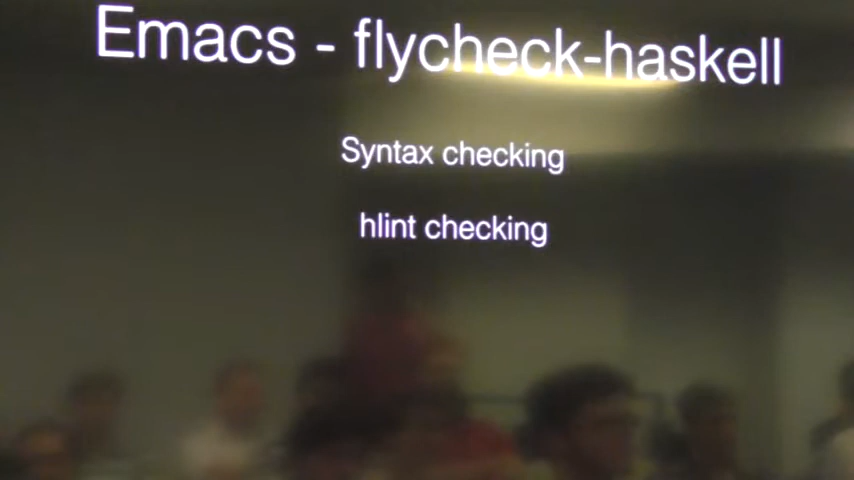 Emacs - flycheck-haskell
Syntax checking
hlint checking